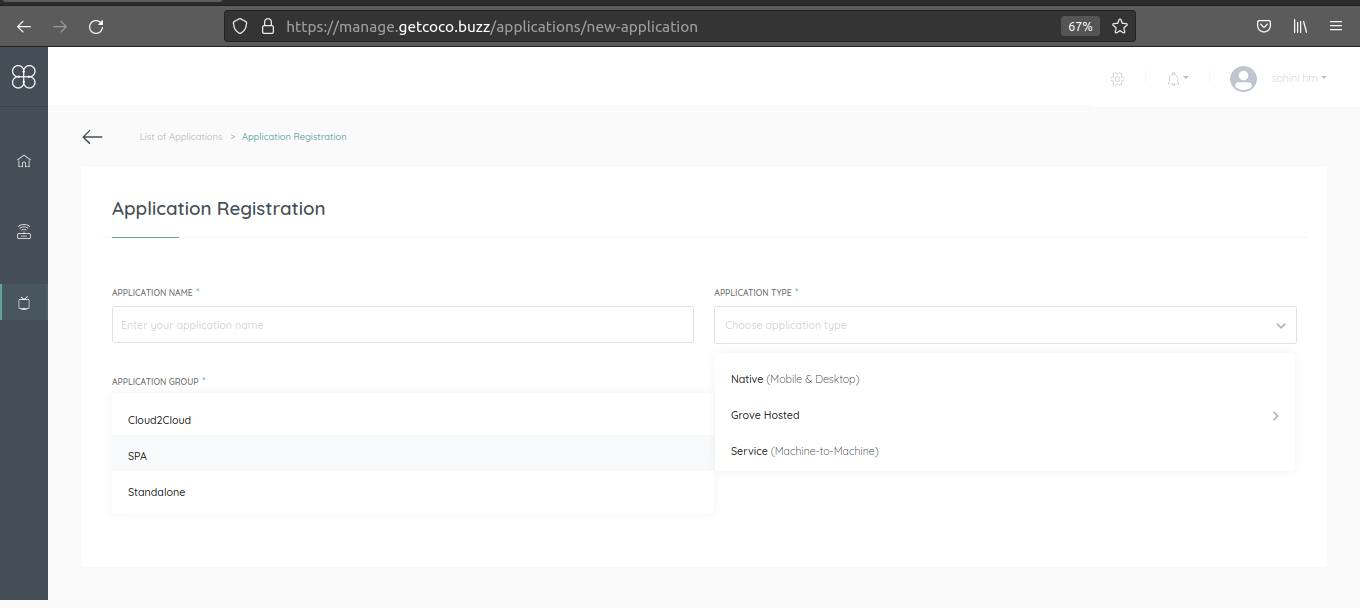 https://manage.getcoco.buzz/applications/new-application 67%
sohini hm
List of Applications > Application Registration
Application Registration
APPLICATION NAME * APPLICATION TYPE *
Enter your application name Choose application type
APPLICATION GROUP * Native (Mobile & Desktop)
Cloud2Cloud Grove Hosted
SPA Service (Machine-to-Machine)
Standalone